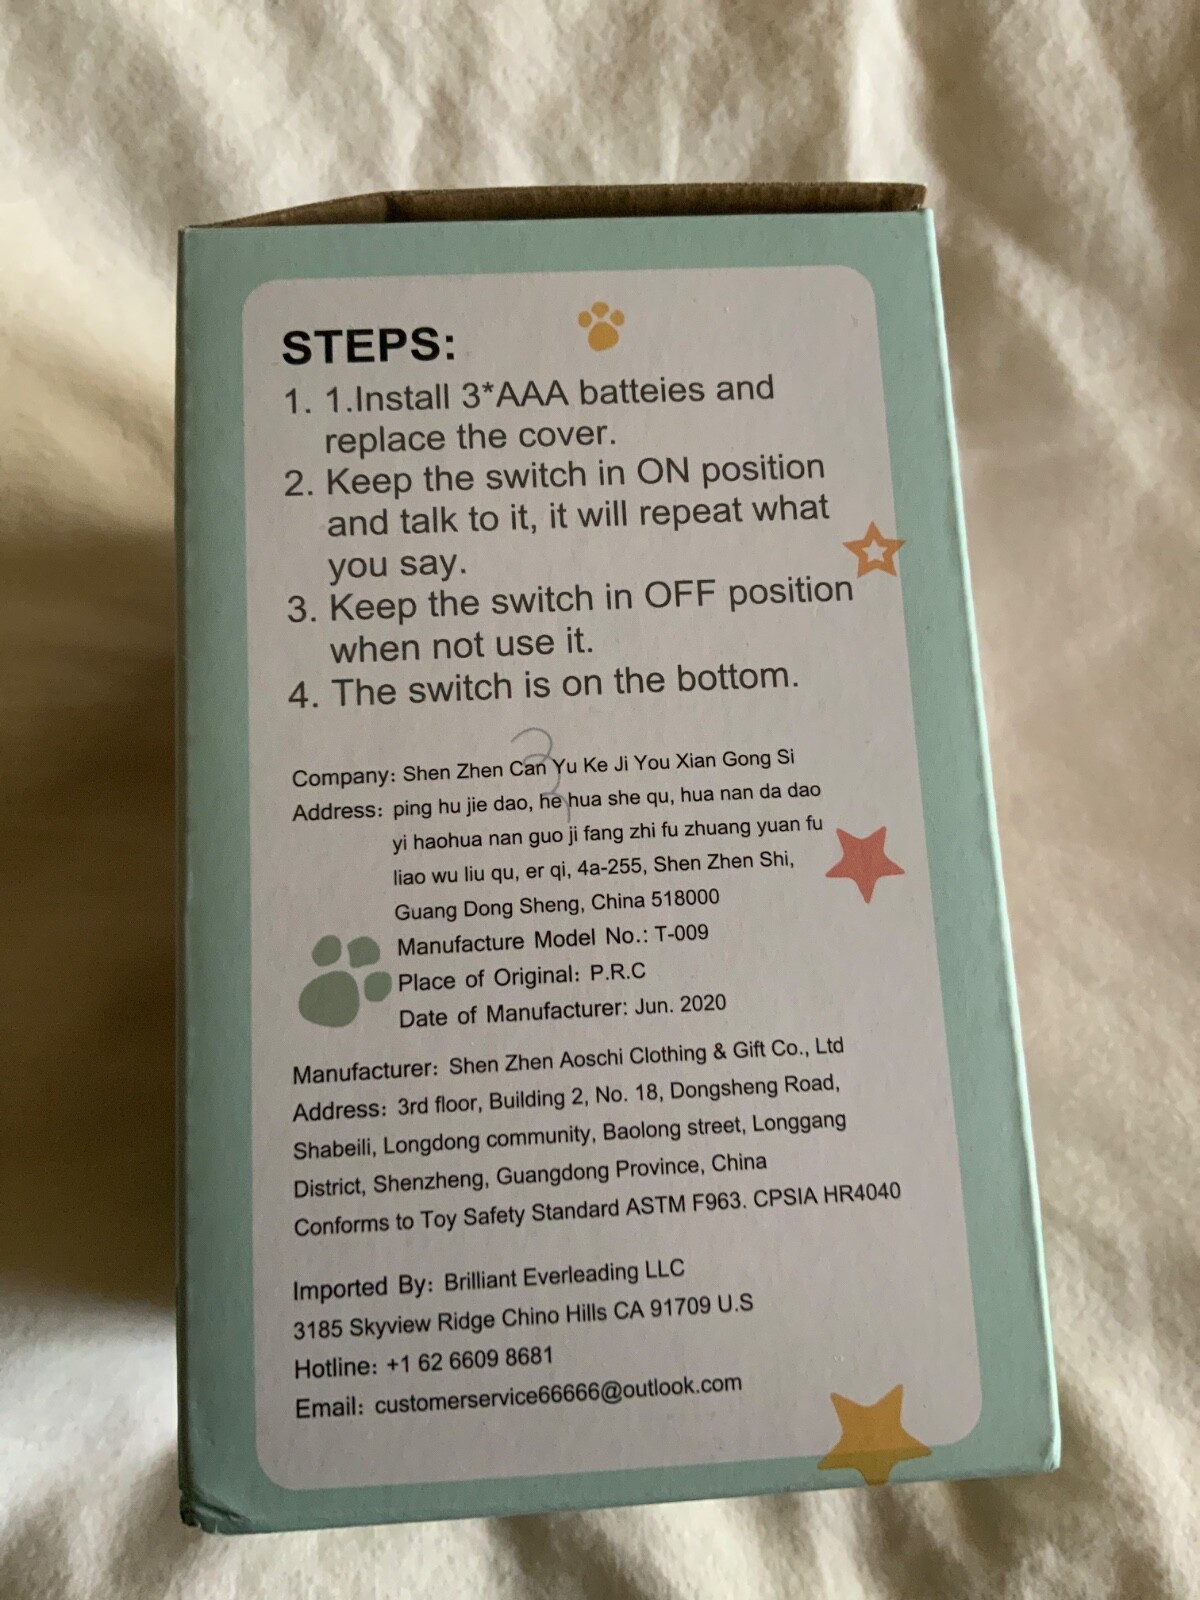 STEPS:
1. 1.Install 3*AAA batteies and
replace the cover.
2. Keep the switch in ON position
and talk to it, it will repeat what
you say.
3. Keep the switch in OFF position
when not use it.
4. The switch is on the bottom.
Company: Shen Zhen Can Yu Ke Ji You Xian Gong Si
Address: ping hu jie dao, he hua she qu, hua nan da dao
yi haohua nan guo ji fang zhi fu zhuang yuan fu
liao wu liu qu, er qi, 4a-255, Shen Zhen Shi,
Guang Dong Sheng, China 518000
Manufacture Model No.: T-009
Place of Original: P.R.C
Date of Manufacturer: Jun. 2020
Manufacturer: Shen Zhen Aoschi Clothing & Gift Co., Ltd
Address: 3rd floor, Building 2, No. 18, Dongsheng Road,
Shabeili, Longdong community, Baolong street, Longgang
District, Shenzheng, Guangdong Province, China
Conforms to Toy Safety Standard ASTM F963. CPSIA HR4040
Imported By: Brilliant Everleading LLC
3185 Skyview Ridge Chino Hills CA 91709 U.S
Hotline: +1 62 6609 8681
Email: customerservice66666@outlook.com